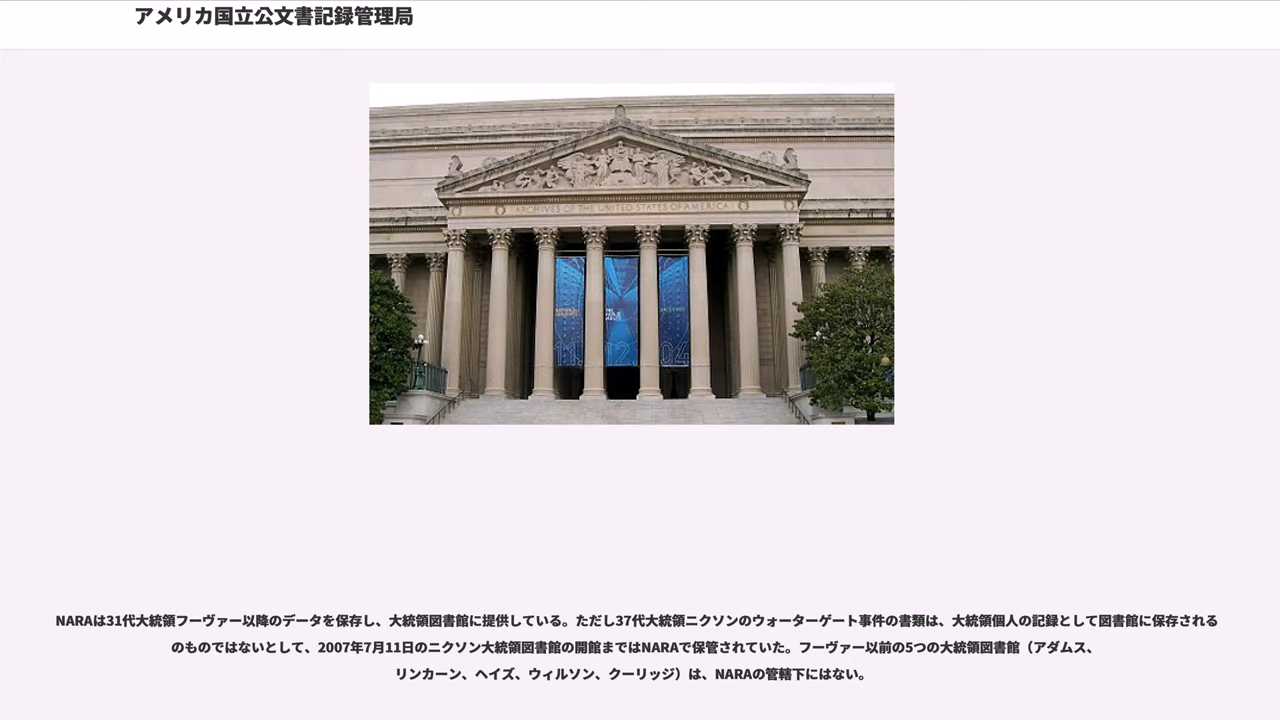 アメリカ国立公文書記録管理局
ARCHIVES OF THE UNITED STATES OF AMERICA
11. 12. 04
NARAは31代大統領フーヴァー以降のデータを保存し、大統領図書館に提供している。ただし37代大統領ニクソンのウォーターゲート事件の書類は、大統領個人の記録として図書館に保存される
のものではないとして、2007年7月11日のニクソン大統領図書館の開館まではNARAで保管されていた。フーヴァー以前の5つの大統領図書館（アダムス、
リンカーン、ヘイズ、ウィルソン、クーリッジ）は、NARAの管轄下にはない。